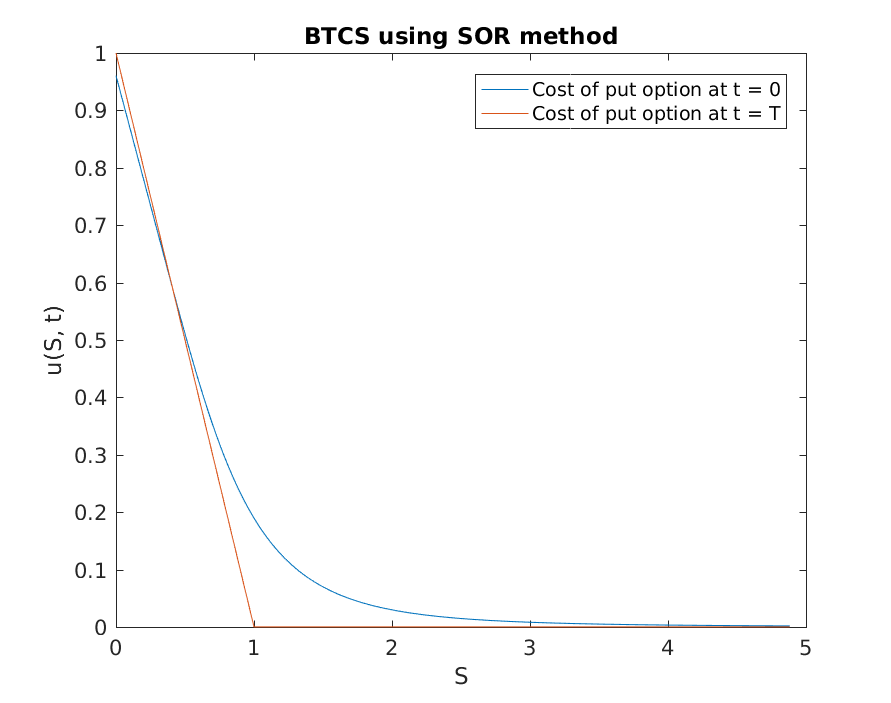 BTCS using SOR method
Cost of put option at t = 0
Cost of put option at t = T
1
0.9
0.8
0.7
0.6
0.5
0.4
0.3
0.2
0.1
0
u(S, t)
0 1 2 3 4 5
S